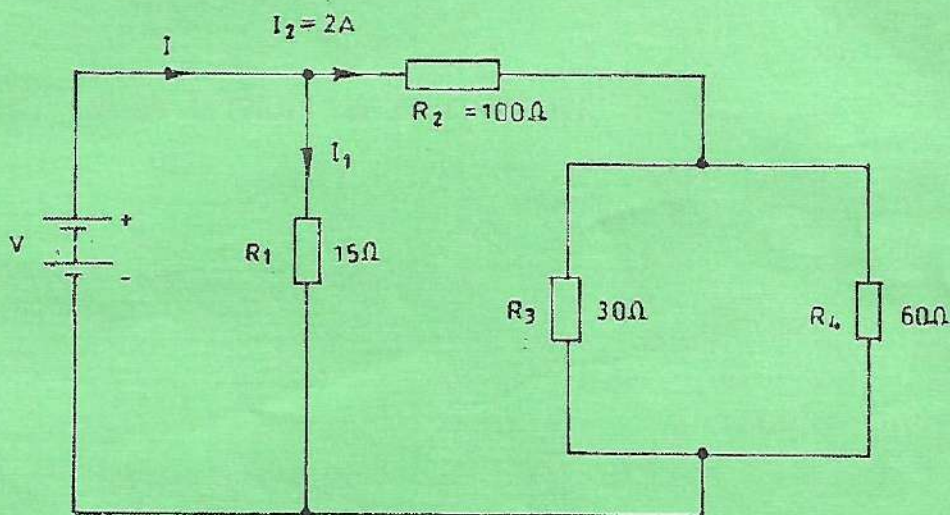 I₂ = 2A
I
R₂ = 100Ω
I₁
V
+
-
R1 15Ω
R3 30Ω
R4 60Ω